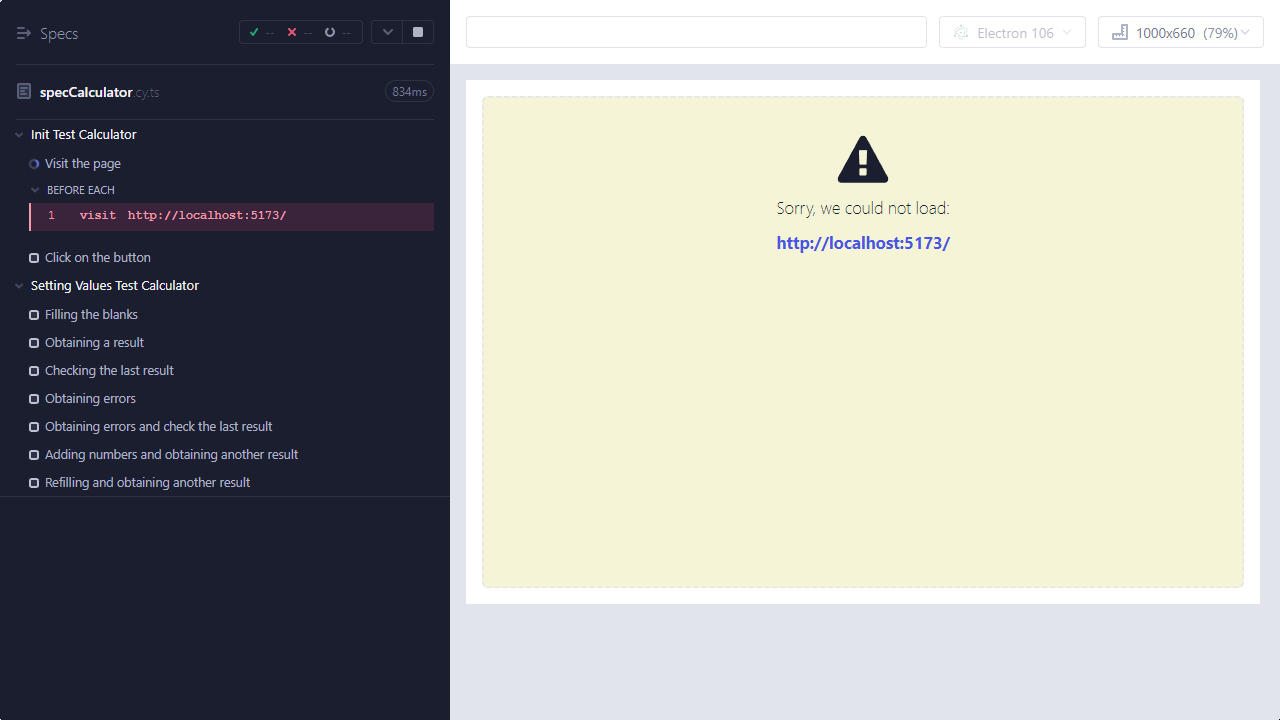 Specs
--
--
--
specCalculator.cy.ts
834ms
Init Test Calculator
Visit the page
BEFORE EACH
1 visit http://localhost:5173/
Click on the button
Setting Values Test Calculator
Filling the blanks
Obtaining a result
Checking the last result
Obtaining errors
Obtaining errors and check the last result
Adding numbers and obtaining another result
Refilling and obtaining another result
Electron 106
1000x660 (79%)
Sorry, we could not load:
http://localhost:5173/